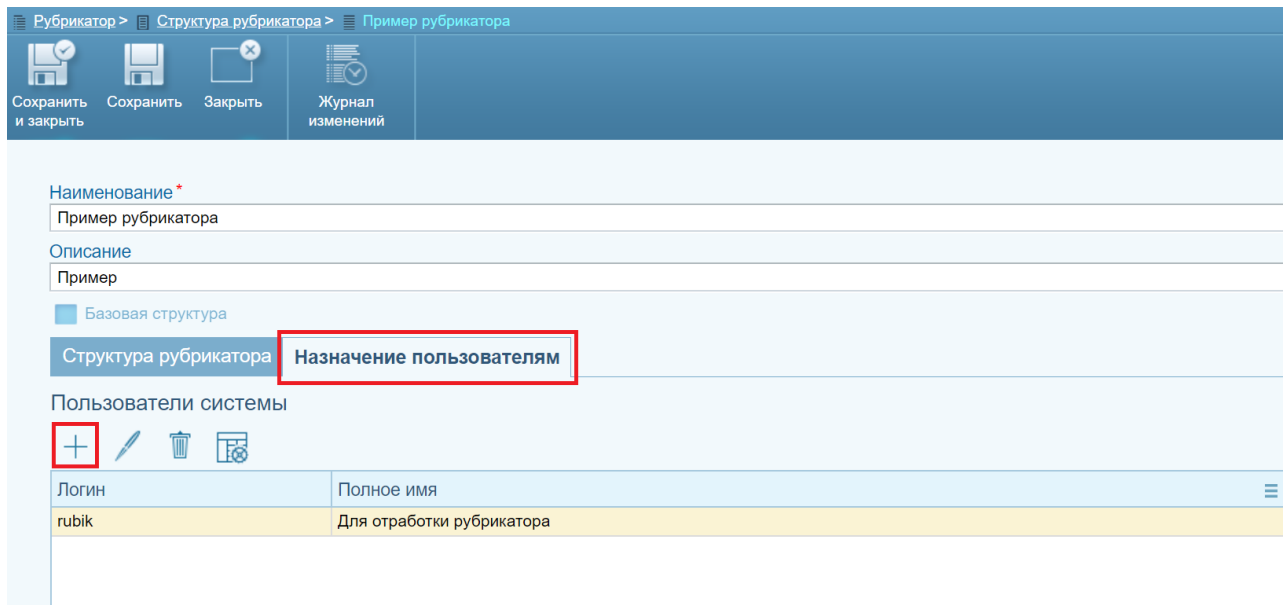 Рубрикатор > Структура рубрикатора > Пример рубрикатора
Сохранить и закрыть
Сохранить
Закрыть
Журнал изменений
Наименование *
Пример рубрикатора
Описание
Пример
Базовая структура
Структура рубрикатора Назначение пользователям
Пользователи системы
Логин Полное имя
rubik Для отработки рубрикатора